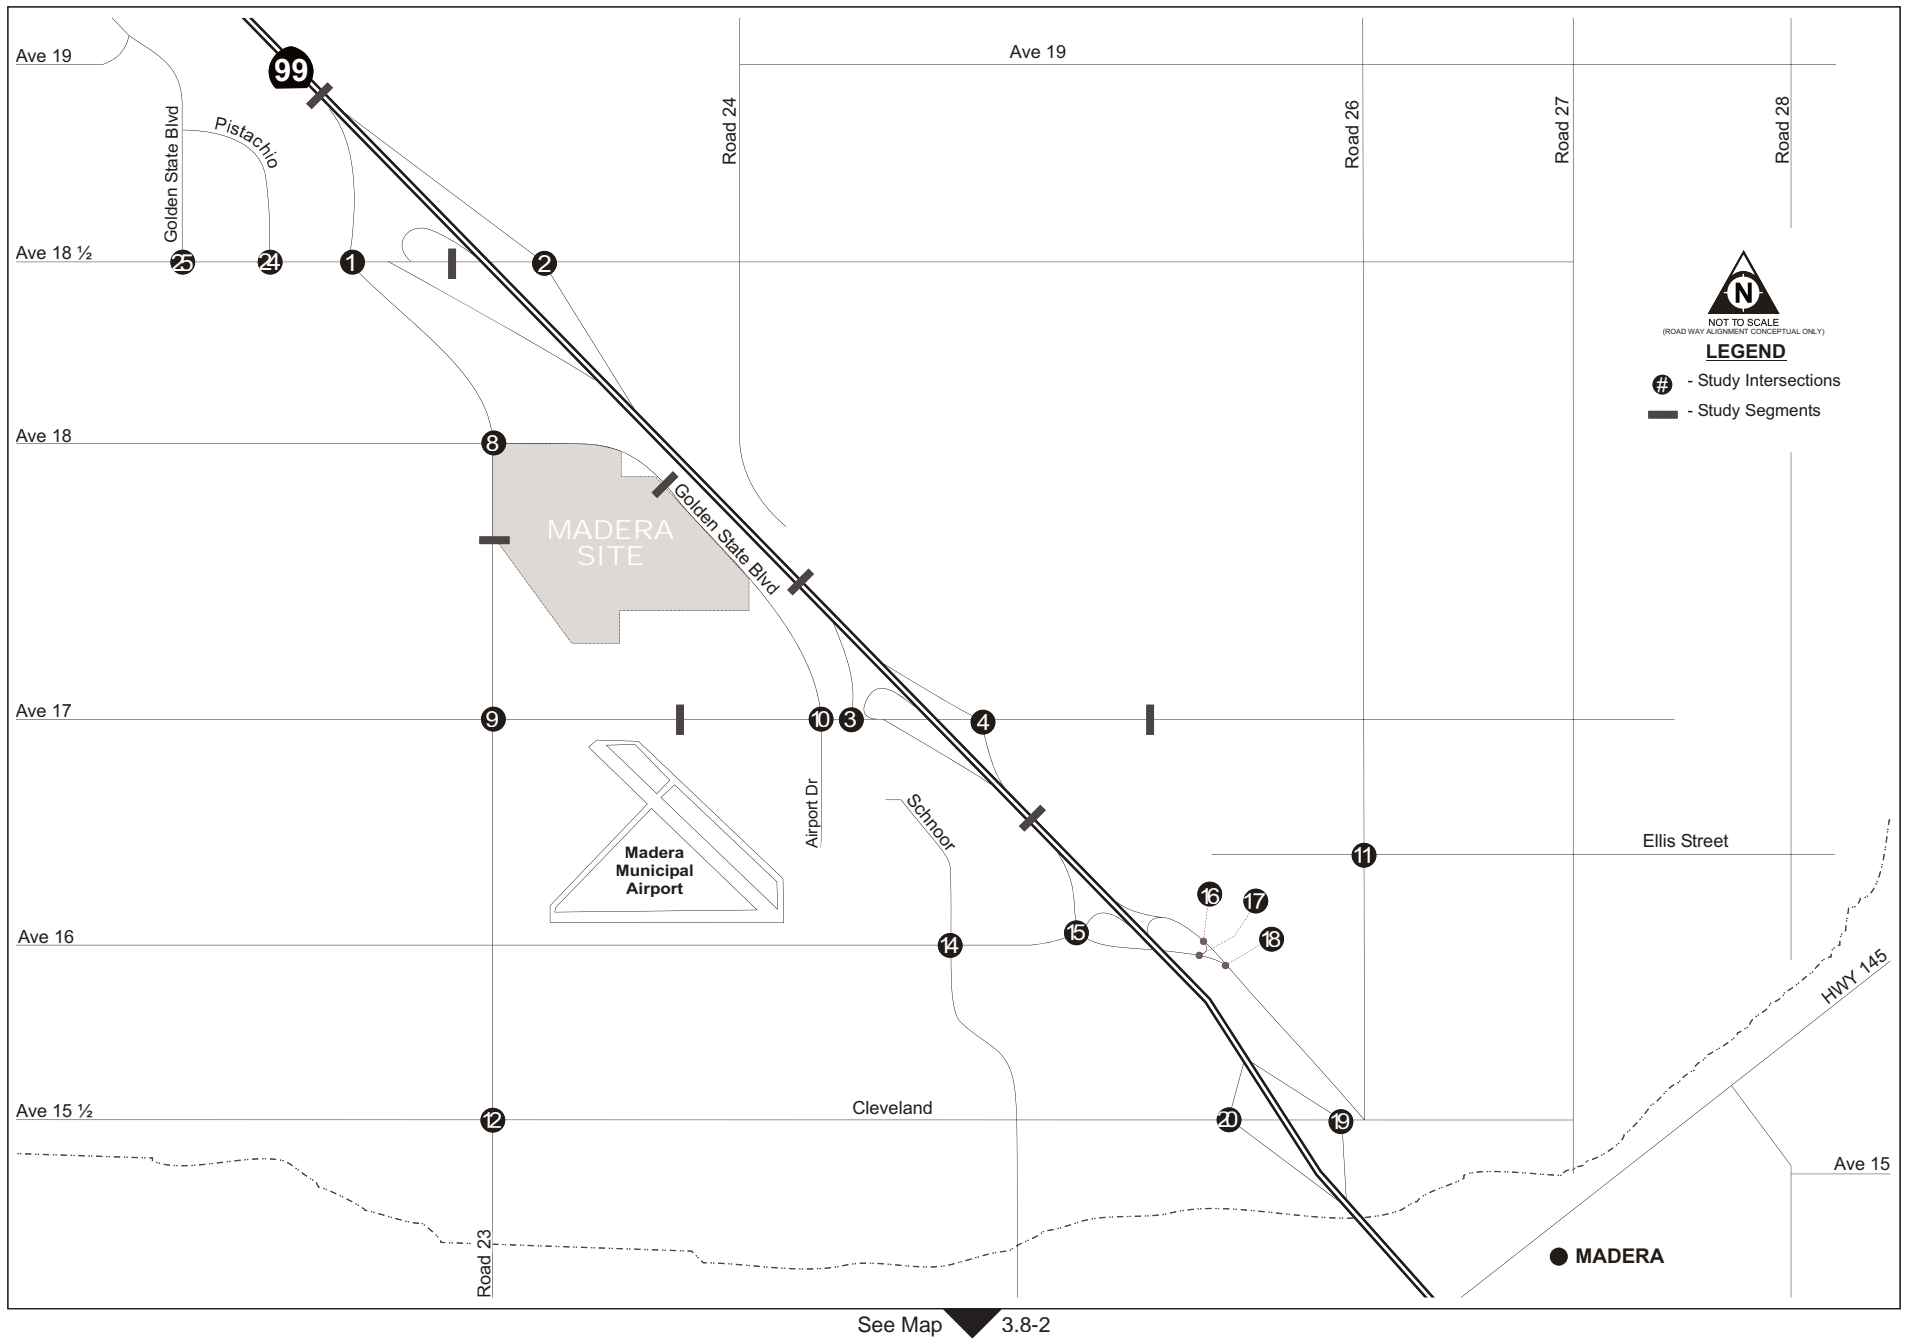 Ave 19
99
Ave 19
Golden State Blvd
Pistachio
Road 24
Road 26
Road 27
Road 28
Ave 18 ½
25
24
1
2
N
NOT TO SCALE
(ROAD WAY ALIGNMENT CONCEPTUAL ONLY)
LEGEND
# - Study Intersections
- Study Segments
Ave 18
8
MADERA
SITE
Golden State Blvd
Ave 17
9
10
3
4
Airport Dr
Schnoor
Madera
Municipal
Airport
Ellis Street
11
16
17
18
Ave 16
14
15
HWY 145
Ave 15 ½
12
Cleveland
20
19
Ave 15
Road 23
MADERA
See Map 3.8-2